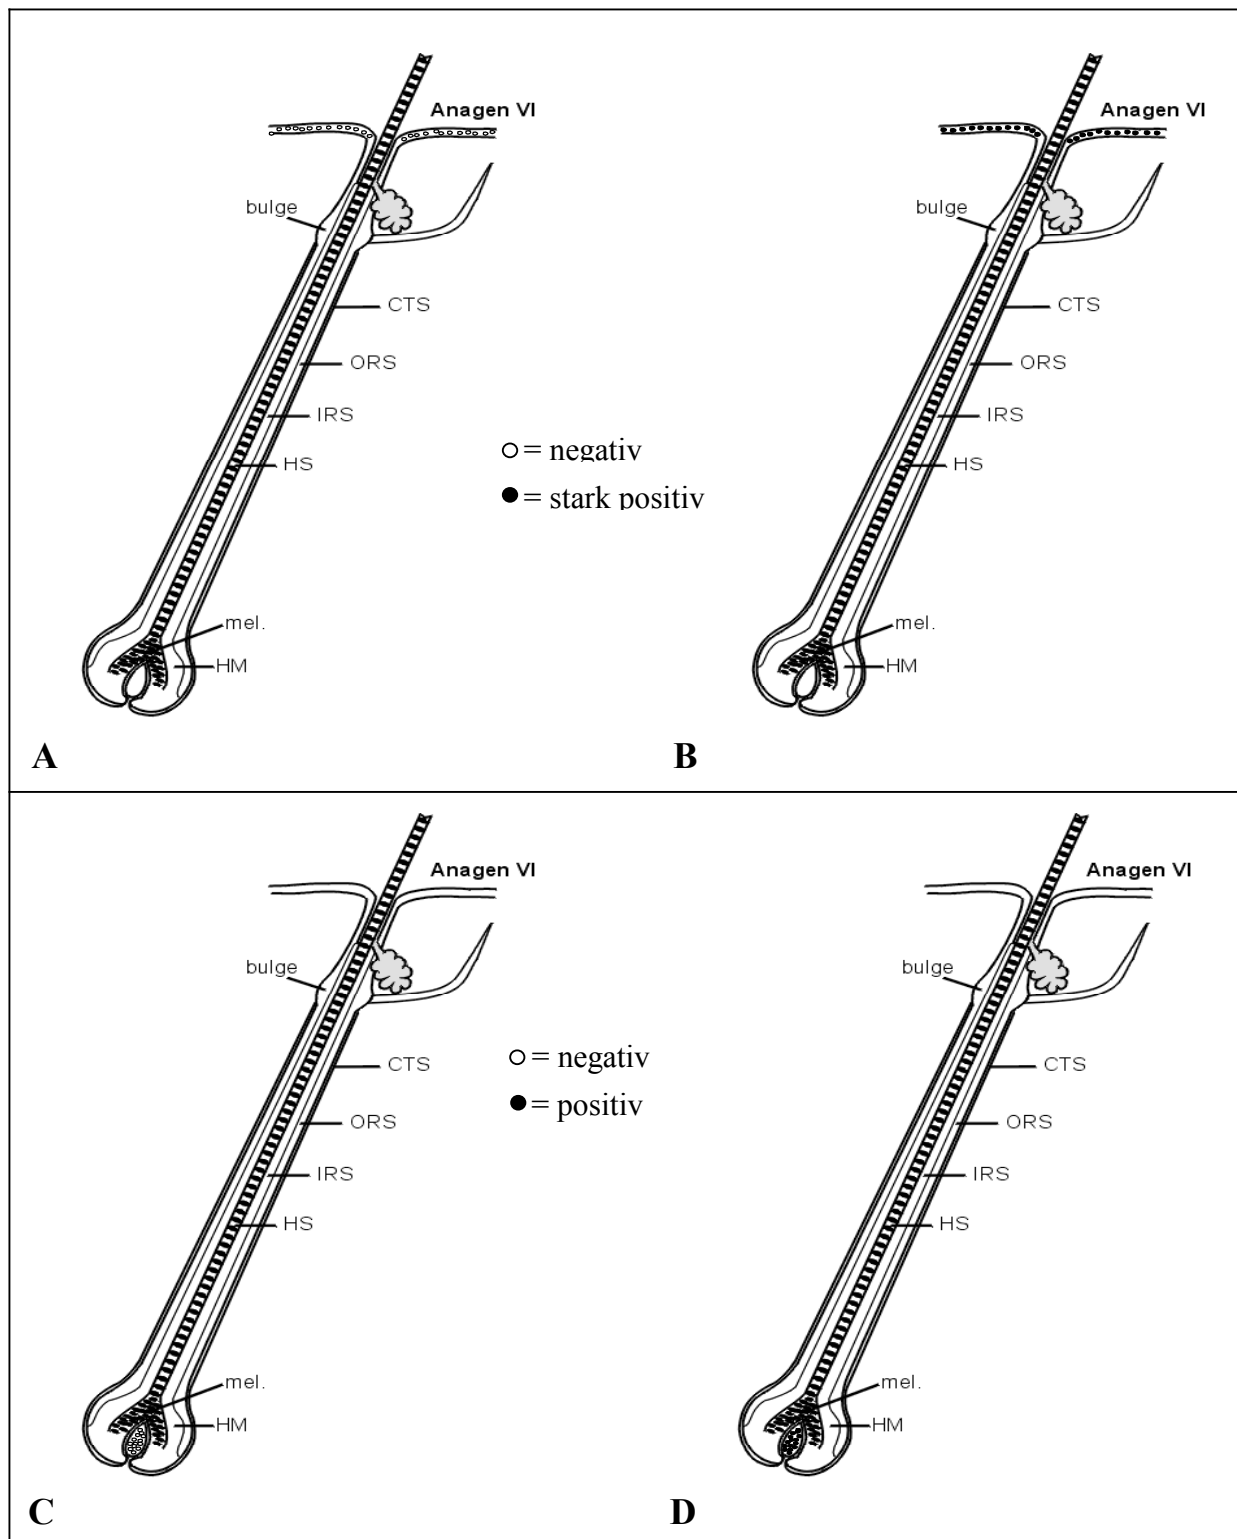 Anagen VI
bulge
CTS
ORS
IRS
HS
mel.
HM
A
= negativ
= stark positiv
Anagen VI
bulge
CTS
ORS
IRS
HS
mel.
HM
B
Anagen VI
bulge
CTS
ORS
IRS
HS
mel.
HM
C
= negativ
= positiv
Anagen VI
bulge
CTS
ORS
IRS
HS
mel.
HM
D